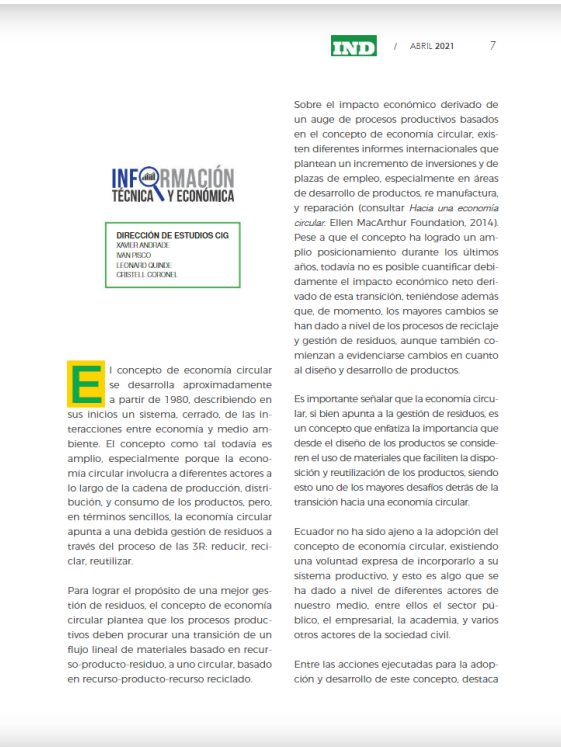 IND / ABRIL 2021 7
INFORMACIÓN
TÉCNICA Y ECONÓMICA
DIRECCIÓN DE ESTUDIOS CIG
XAVIER ANDRADE
IVAN PISCO
LEONARD QUINDE
CRISTELL CORONEL
El concepto de economía circular
se desarrolla aproximadamente
a partir de 1980, describiendo en
sus inicios un sistema, cerrado, de las in-
teracciones entre economía y medio am-
biente. El concepto como tal todavía es
amplio, especialmente porque la econo-
mía circular involucra a diferentes actores a
lo largo de la cadena de producción, distri-
bución, y consumo de los productos, pero,
en términos sencillos, la economía circular
apunta a una debida gestión de residuos a
través del proceso de las 3R: reducir, reci-
clar, reutilizar.
Para lograr el propósito de una mejor ges-
tión de residuos, el concepto de economía
circular plantea que los procesos produc-
tivos deben procurar una transición de un
flujo lineal de materiales basado en recur-
so-producto-residuo, a uno circular, basado
en recurso-producto-recurso reciclado.
Sobre el impacto económico derivado de
un auge de procesos productivos basados
en el concepto de economía circular, exis-
ten diferentes informes internacionales que
plantean un incremento de inversiones y de
plazas de empleo, especialmente en áreas
de desarrollo de productos, re manufactura,
y reparación (consultar Hacia una economía
circular. Ellen MacArthur Foundation, 2014).
Pese a que el concepto ha logrado un am-
plio posicionamiento durante los últimos
años, todavía no es posible cuantificar debi-
damente el impacto económico neto deri-
vado de esta transición, teniéndose además
que, de momento, los mayores cambios se
han dado a nivel de los procesos de reciclaje
y gestión de residuos, aunque también co-
mienzan a evidenciarse cambios en cuanto
al diseño y desarrollo de productos.
Es importante señalar que la economía circu-
lar, si bien apunta a la gestión de residuos, es
un concepto que enfatiza la importancia que
desde el diseño de los productos se conside-
ren el uso de materiales que faciliten la dispo-
sición y reutilización de los productos, siendo
esto uno de los mayores desafíos detrás de la
transición hacia una economía circular.
Ecuador no ha sido ajeno a la adopción del
concepto de economía circular, existiendo
una voluntad expresa de incorporarlo a su
sistema productivo, y esto es algo que se
ha dado a nivel de diferentes actores de
nuestro medio, entre ellos el sector pú-
blico, el empresarial, la academia, y varios
otros actores de la sociedad civil.
Entre las acciones ejecutadas para la adop-
ción y desarrollo de este concepto, destaca